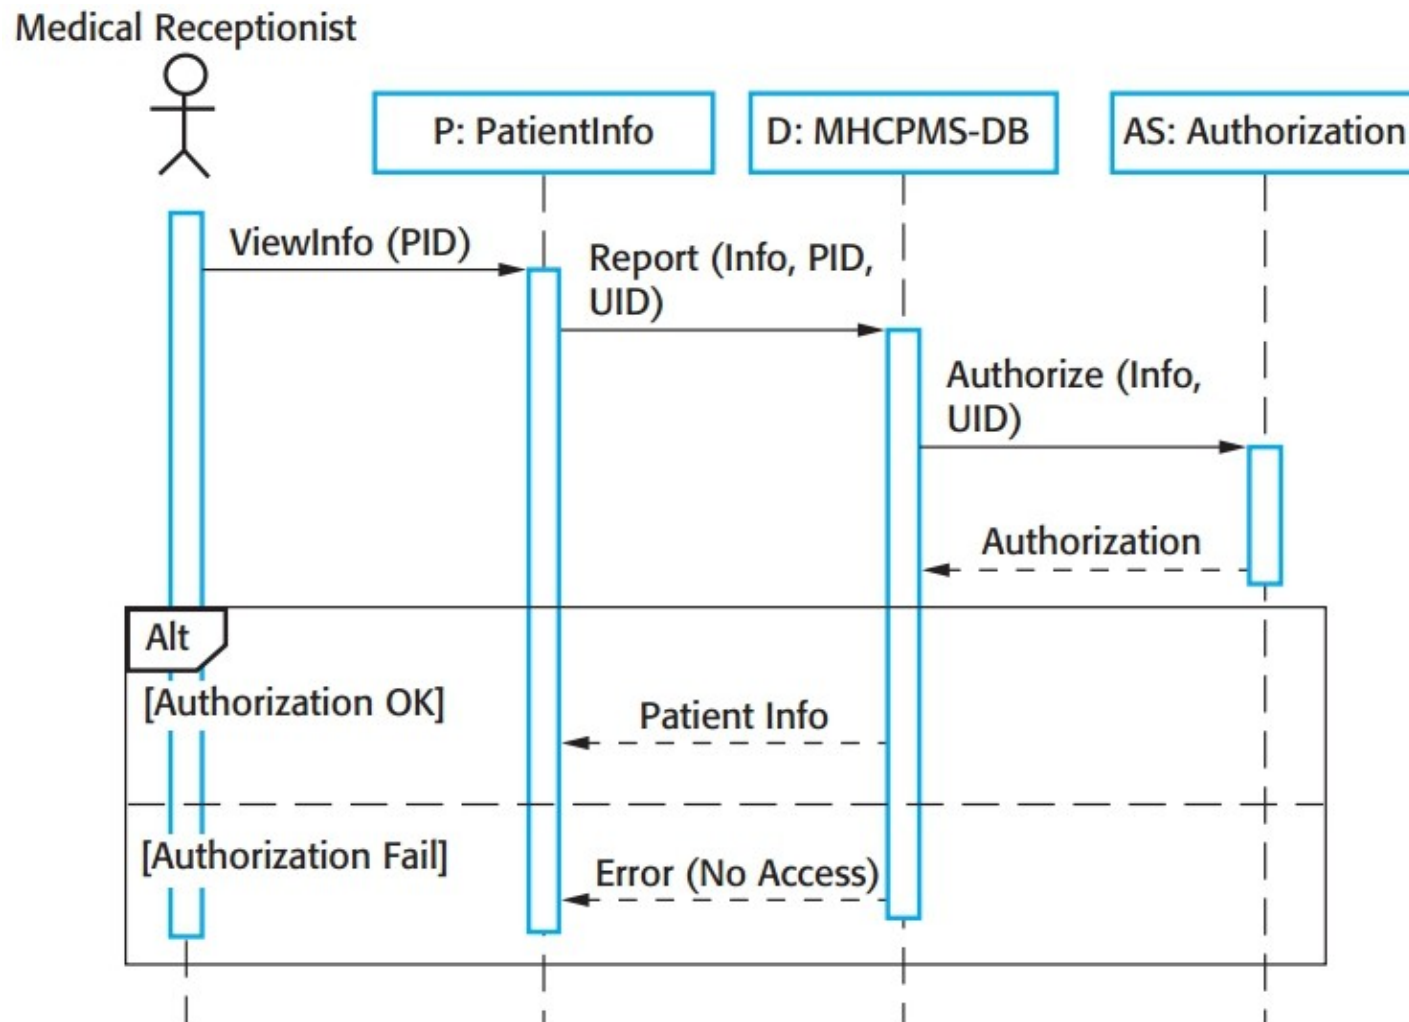 Medical Receptionist
P: PatientInfo
D: MHCPMS-DB
AS: Authorization
ViewInfo (PID)
Report (Info, PID,
UID)
Authorize (Info,
UID)
Authorization
Alt
[Authorization OK]
Patient Info
[Authorization Fail]
Error (No Access)